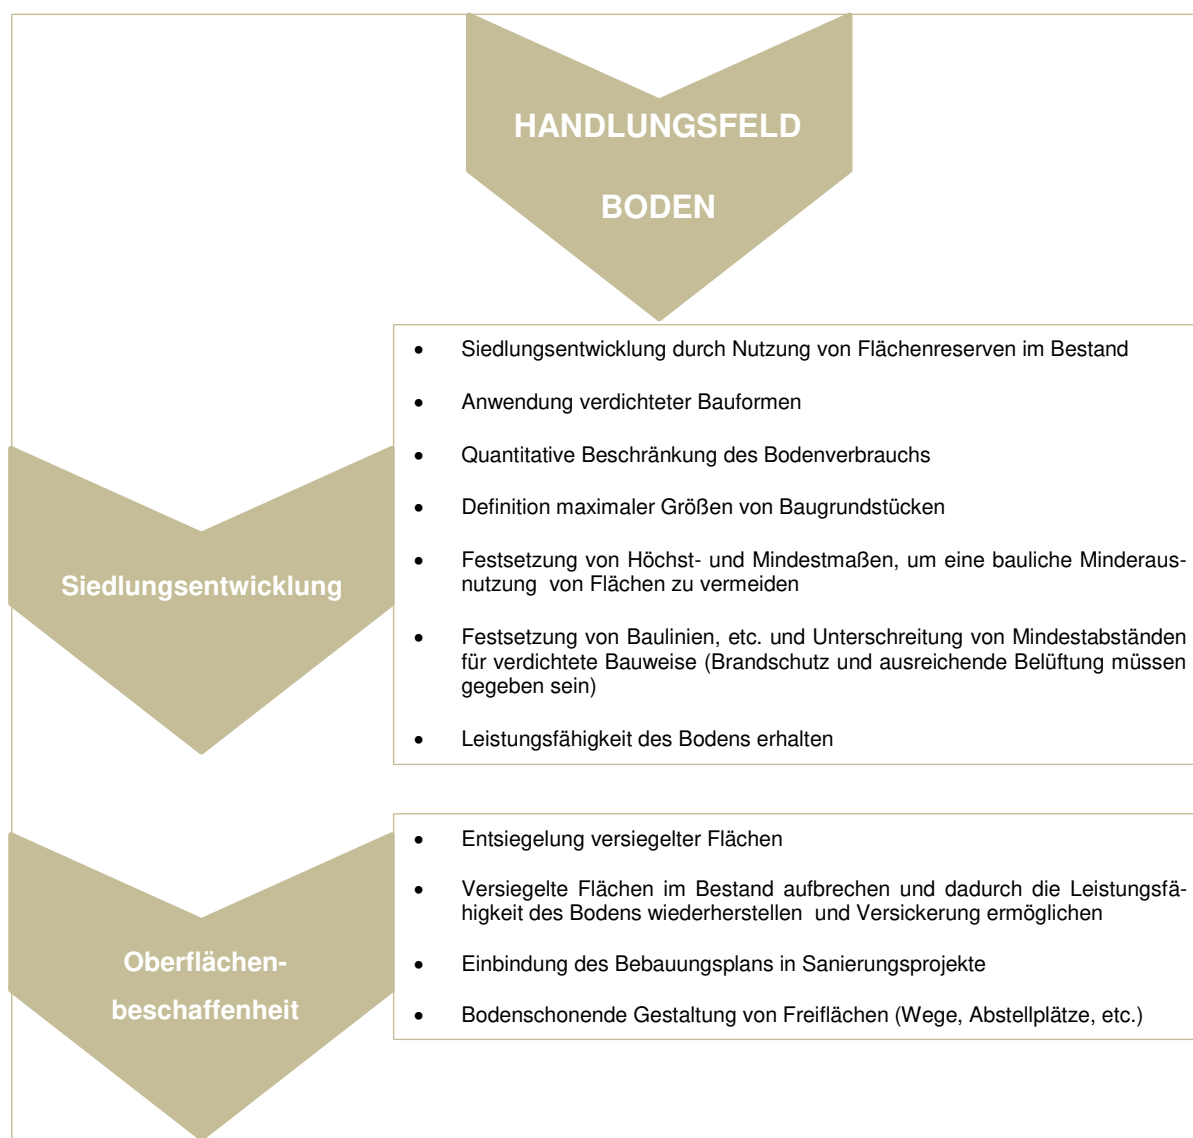 HANDLUNGSFELD
BODEN
Siedlungsentwicklung
• Siedlungsentwicklung durch Nutzung von Flächenreserven im Bestand
• Anwendung verdichteter Bauformen
• Quantitative Beschränkung des Bodenverbrauchs
• Definition maximaler Größen von Baugrundstücken
• Festsetzung von Höchst- und Mindestmaßen, um eine bauliche Minderaus-
nutzung von Flächen zu vermeiden
• Festsetzung von Baulinien, etc. und Unterschreitung von Mindestabständen
für verdichtete Bauweise (Brandschutz und ausreichende Belüftung müssen
gegeben sein)
• Leistungsfähigkeit des Bodens erhalten
Oberflächen-
beschaffenheit
• Entsiegelung versiegelter Flächen
• Versiegelte Flächen im Bestand aufbrechen und dadurch die Leistungsfä-
higkeit des Bodens wiederherstellen und Versickerung ermöglichen
• Einbindung des Bebauungsplans in Sanierungsprojekte
• Bodenschonende Gestaltung von Freiflächen (Wege, Abstellplätze, etc.)